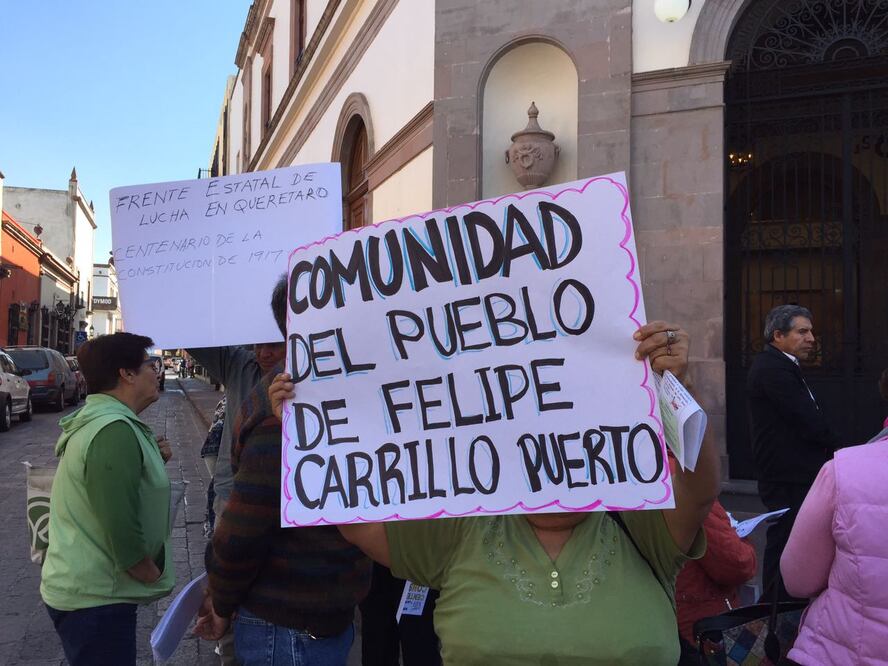 FRENTE ESTATAL DE
LUCHA EN QUERETARO
CENTENARIO DE LA
CONSTITUCION DE 1917
COMUNIDAD
DEL PUEBLO
DE FELIPE
CARRILLO PUERTO
DYMOD